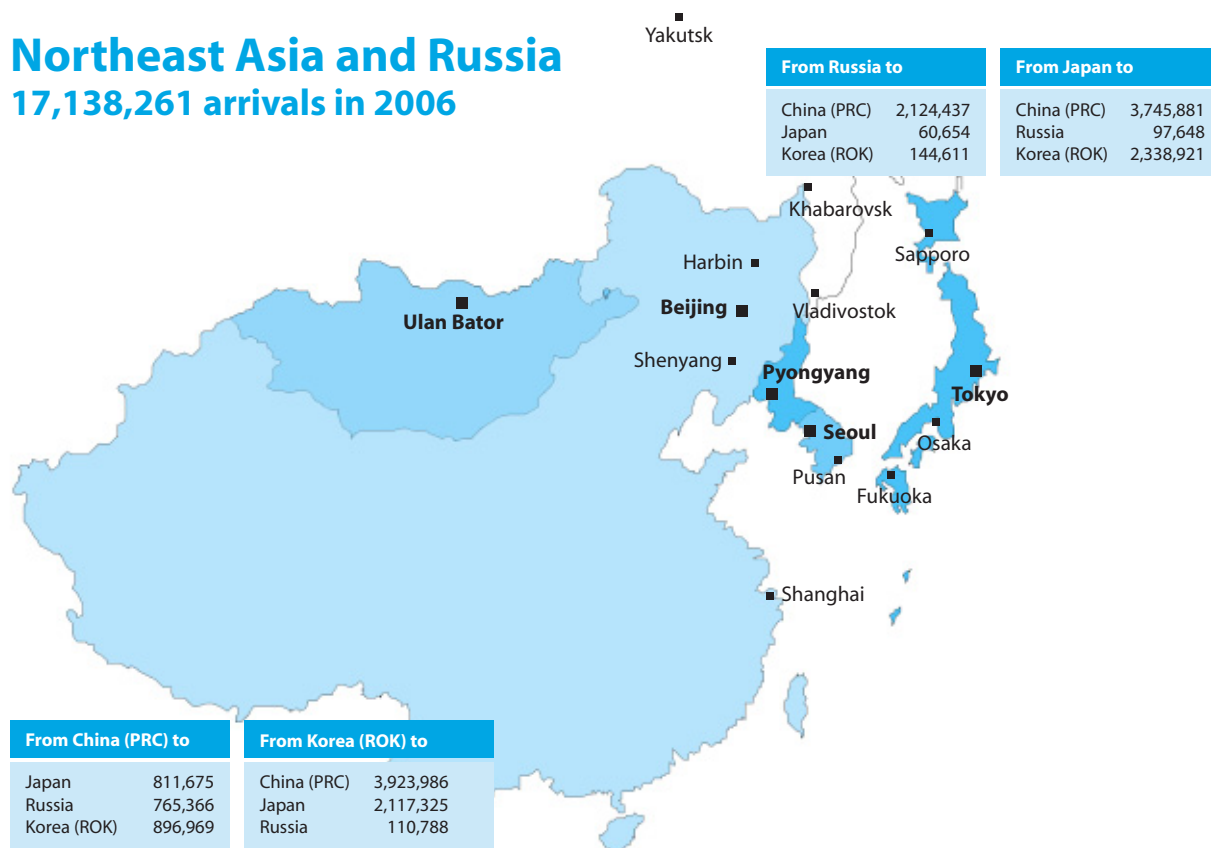 Northeast Asia and Russia
17,138,261 arrivals in 2006
Yakutsk
From Russia to
China (PRC) 2,124,437
Japan 60,654
Korea (ROK) 144,611
From Japan to
China (PRC) 3,745,881
Russia 97,648
Korea (ROK) 2,338,921
Khabarovsk
Sapporo
Harbin
Ulan Bator
Beijing
Vladivostok
Shenyang
Pyongyang
Tokyo
Seoul
Osaka
Pusan
Fukuoka
Shanghai
From China (PRC) to
Japan 811,675
Russia 765,366
Korea (ROK) 896,969
From Korea (ROK) to
China (PRC) 3,923,986
Japan 2,117,325
Russia 110,788